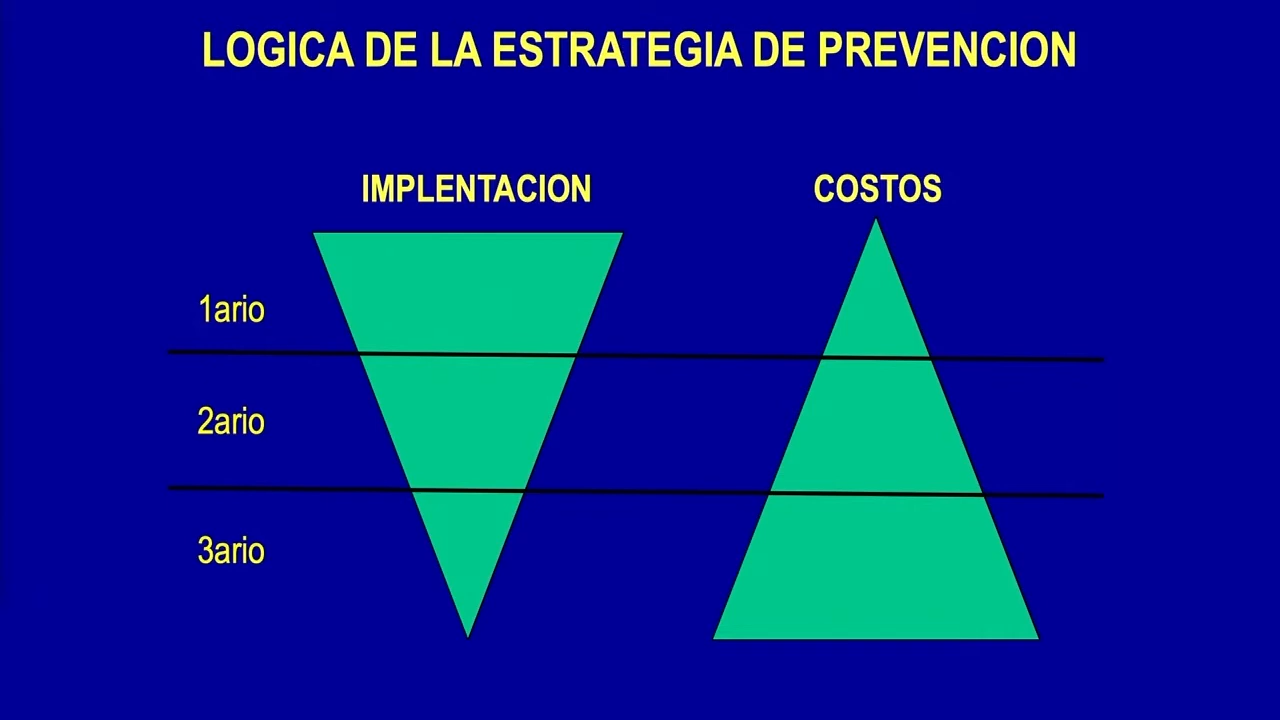 LOGICA DE LA ESTRATEGIA DE PREVENCION
IMPLENTACION
COSTOS
1ario
2ario
3ario